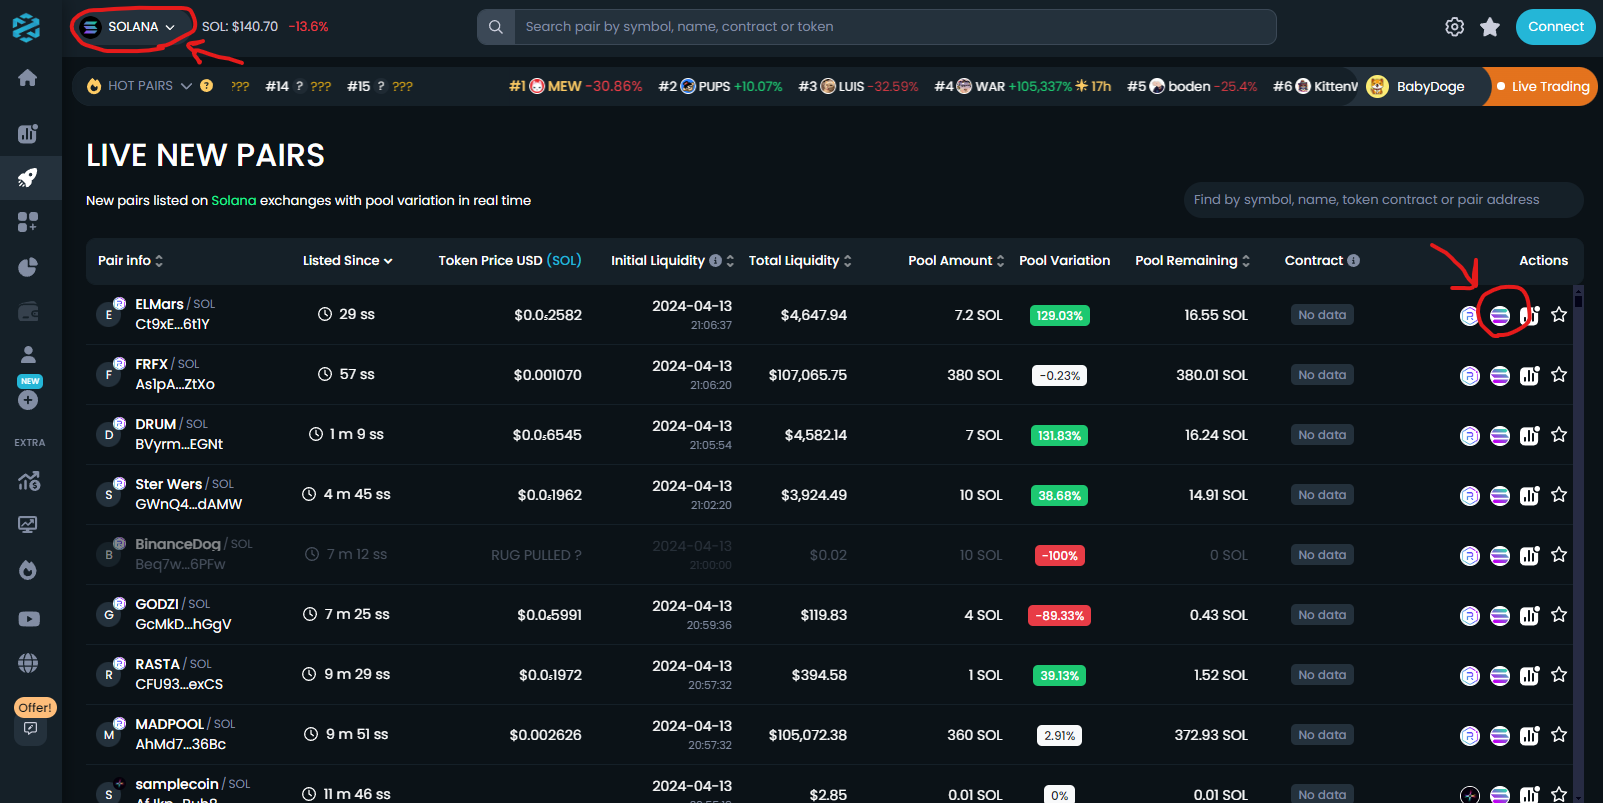 SOLANA SOL: $140.70 -13.6% Search pair by symbol, name, contract or token Connect
HOT PAIRS ? ??? #14 ? ??? #15 ? ??? #1 MEW -30.86% #2 PUPS +10.07% #3 LUIS -32.59% #4 WAR +105,337% 17h #5 boden -25.4% #6 KittenW BabyDoge Live Trading
LIVE NEW PAIRS
New pairs listed on Solana exchanges with pool variation in real time
Find by symbol, name, token contract or pair address
Pair info Listed Since Token Price USD (SOL) Initial Liquidity Total Liquidity Pool Amount Pool Variation Pool Remaining Contract Actions
E ELMars / SOL 29 ss $0.0₅2582 2024-04-13 $4,647.94 7.2 SOL 129.03% 16.55 SOL No data
Ct9xE...6t1Y 21:06:37
F FRFX / SOL 57 ss $0.001070 2024-04-13 $107,065.75 380 SOL -0.23% 380.01 SOL No data
As1pA...ZtXo 21:06:20
D DRUM / SOL 1 m 9 ss $0.0₅6545 2024-04-13 $4,582.14 7 SOL 131.83% 16.24 SOL No data
BVyrm...EGNt 21:05:54
S Ster Wers / SOL 4 m 45 ss $0.0₅1962 2024-04-13 $3,924.49 10 SOL 38.68% 14.91 SOL No data
GWnQ4...dAMW 21:02:20
B BinanceDog / SOL 7 m 12 ss RUG PULLED ? 2024-04-13 $0.02 10 SOL -100% 0 SOL No data
Beq7w...6PFw 21:00:00
G GODZI / SOL 7 m 25 ss $0.0₆5991 2024-04-13 $119.83 4 SOL -89.33% 0.43 SOL No data
GcMkD...hGgV 20:59:36
R RASTA / SOL 9 m 29 ss $0.0₅1972 2024-04-13 $394.58 1 SOL 39.13% 1.52 SOL No data
CFU93...exCS 20:57:32
M MADPOOL / SOL 9 m 51 ss $0.002626 2024-04-13 $105,072.38 360 SOL 2.91% 372.93 SOL No data
AhMd7...36Bc 20:57:32
S samplecoin / SOL 11 m 46 ss 2024-04-13 $2.85 0.01 SOL 0% 0.01 SOL No data
NEW
EXTRA
Offer!